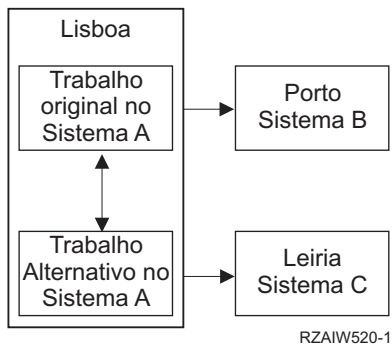 Lisboa
Trabalho
original no
Sistema A
Porto
Sistema B
Trabalho
Alternativo no
Sistema A
Leiria
Sistema C
RZAIW520-1